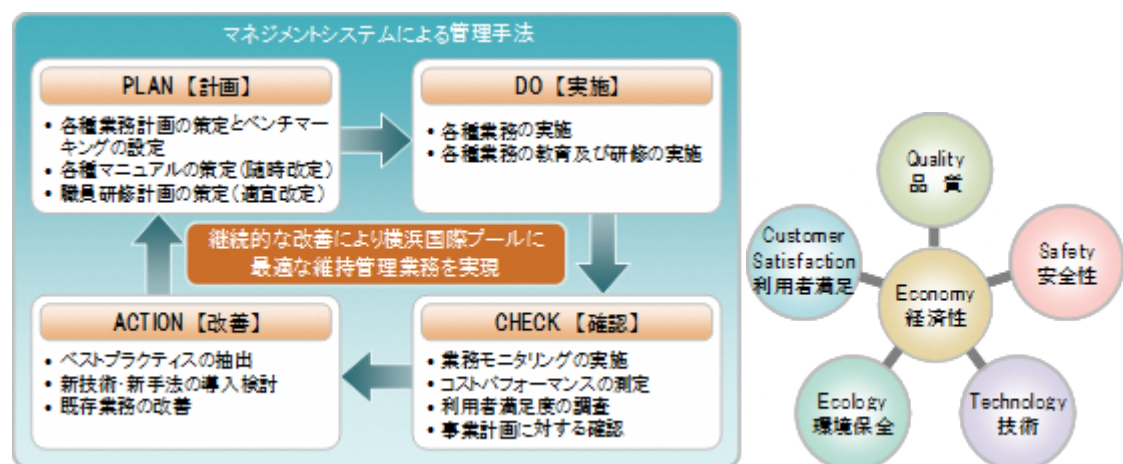 マネジメントシステムによる管理手法
PLAN【計画】
• 各種業務計画の策定とベンチマー
キングの設定
• 各種マニュアルの策定(随時改定)
• 職員研修計画の策定(適宜改定)
DO【実施】
• 各種業務の実施
• 各種業務の教育及び研修の実施
継続的な改善により横浜国際プールに
最適な維持管理業務を実現
ACTION【改善】
• ベストプラクティスの抽出
• 新技術・新手法の導入検討
• 既存業務の改善
CHECK【確認】
• 業務モニタリングの実施
• コストパフォーマンスの測定
• 利用者満足度の調査
• 事業計画に対する確認
Quality
品 質
Customer
Satisfaction
利用者満足
Safety
安全性
Economy
経済性
Ecology
環境保全
Technology
技術